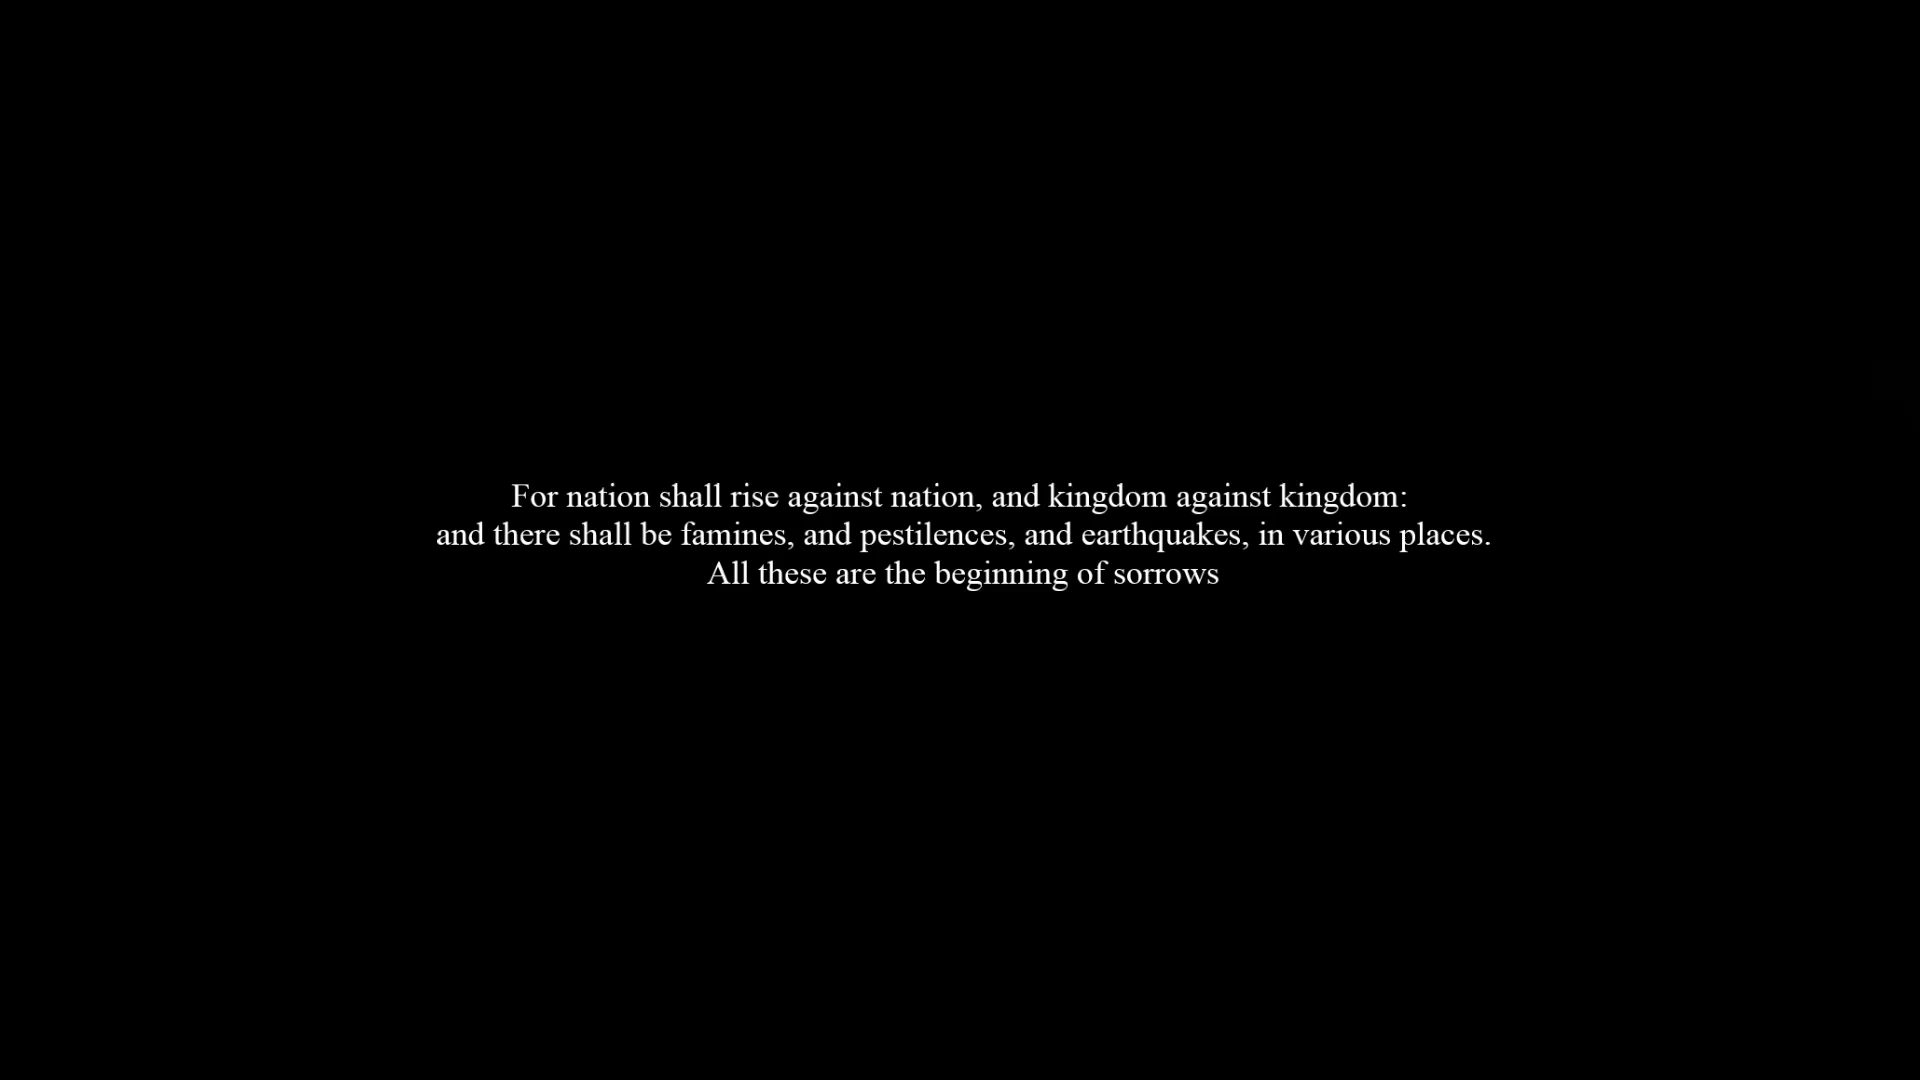 For nation shall rise against nation, and kingdom against kingdom:
and there shall be famines, and pestilences, and earthquakes, in various places.
All these are the beginning of sorrows